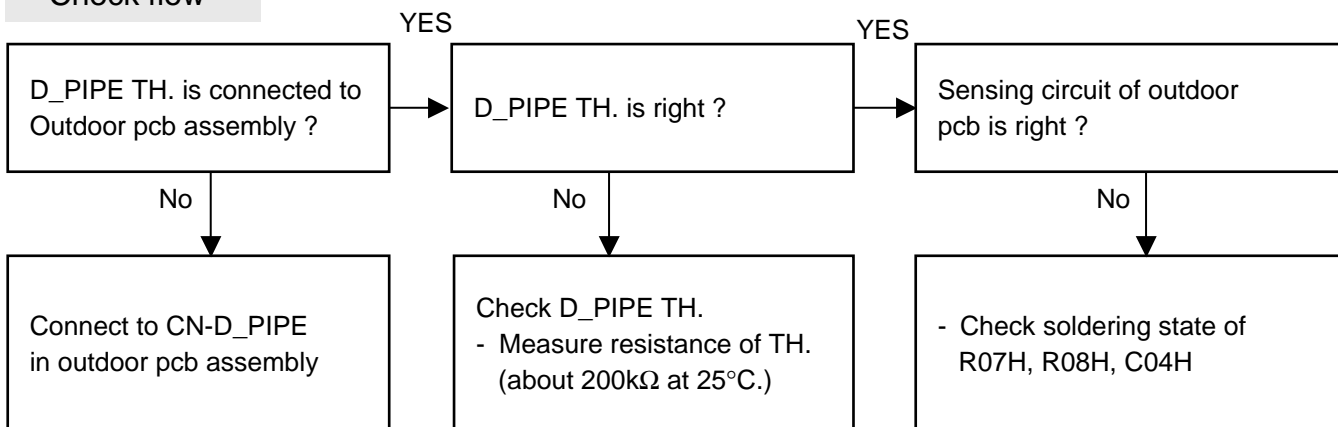 Check flow
YES
YES
D_PIPE TH. is connected to
Outdoor pcb assembly ?
D_PIPE TH. is right ?
Sensing circuit of outdoor
pcb is right ?
No
No
No
Connect to CN-D_PIPE
in outdoor pcb assembly
Check D_PIPE TH.
- Measure resistance of TH.
(about 200kΩ at 25°C.)
- Check soldering state of
R07H, R08H, C04H